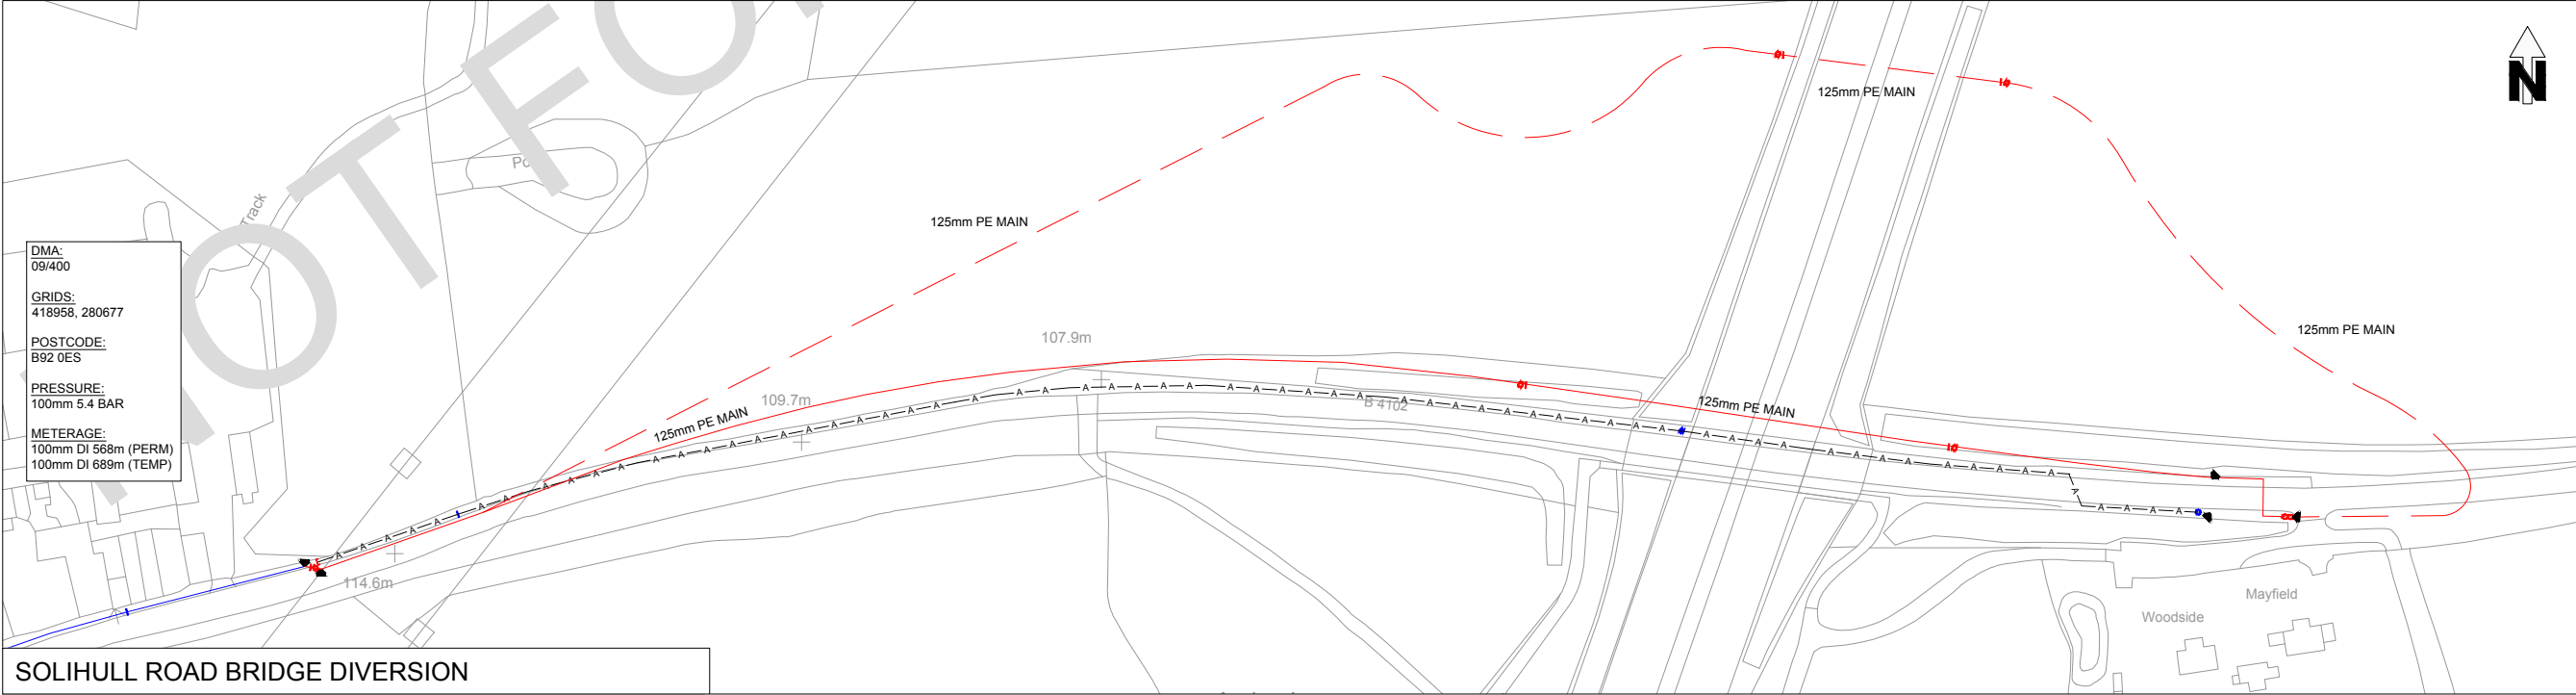 NOT FO
N
125mm PE MAIN
125mm PE MAIN
125mm PE MAIN
125mm PE MAIN
125mm PE MAIN
Track
DMA:
09/400
GRIDS:
418958, 280677
POSTCODE:
B92 0ES
PRESSURE:
100mm 5.4 BAR
METERAGE:
100mm DI 568m (PERM)
100mm DI 689m (TEMP)
107.9m
109.7m
B 4102
114.6m
Mayfield
Woodside
SOLIHULL ROAD BRIDGE DIVERSION